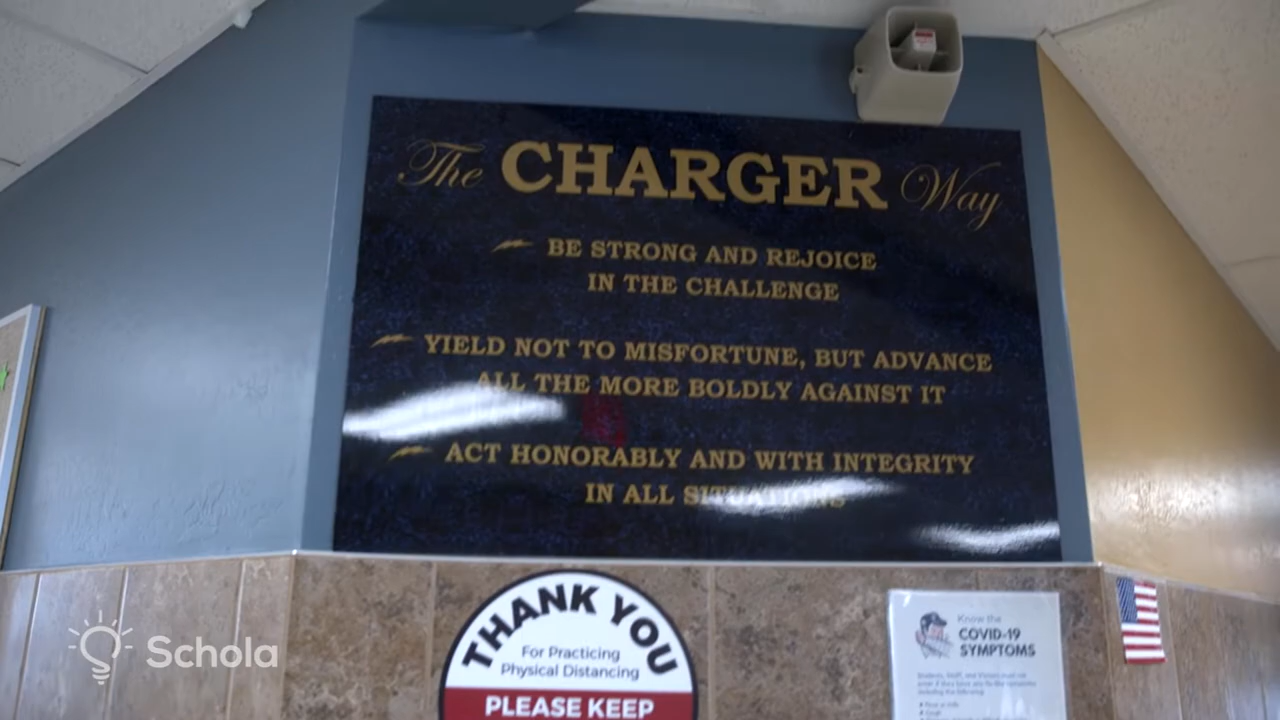 The CHARGER Way
BE STRONG AND REJOICE
IN THE CHALLENGE
YIELD NOT TO MISFORTUNE, BUT ADVANCE
ALL THE MORE BOLDLY AGAINST IT
ACT HONORABLY AND WITH INTEGRITY
IN ALL SITUATIONS
THANK YOU
For Practicing
Physical Distancing
PLEASE KEEP
Know the
COVID-19
SYMPTOMS
Schola